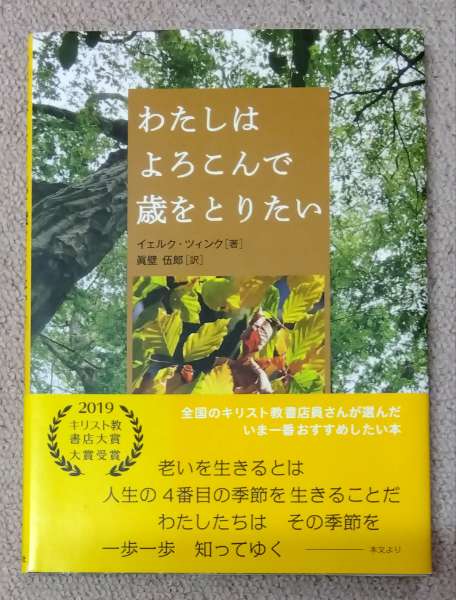 わたしは
よろこんで
歳をとりたい
イェルク・ツィンク[著]
眞壁 伍郎[訳]
2019
キリスト教
書店大賞
大賞受賞
全国のキリスト教書店員さんが選んだ
いま一番おすすめしたい本
老いを生きるとは
人生の4番目の季節を生きることだ
わたしたちは その季節を
一歩一歩 知ってゆく
本文より